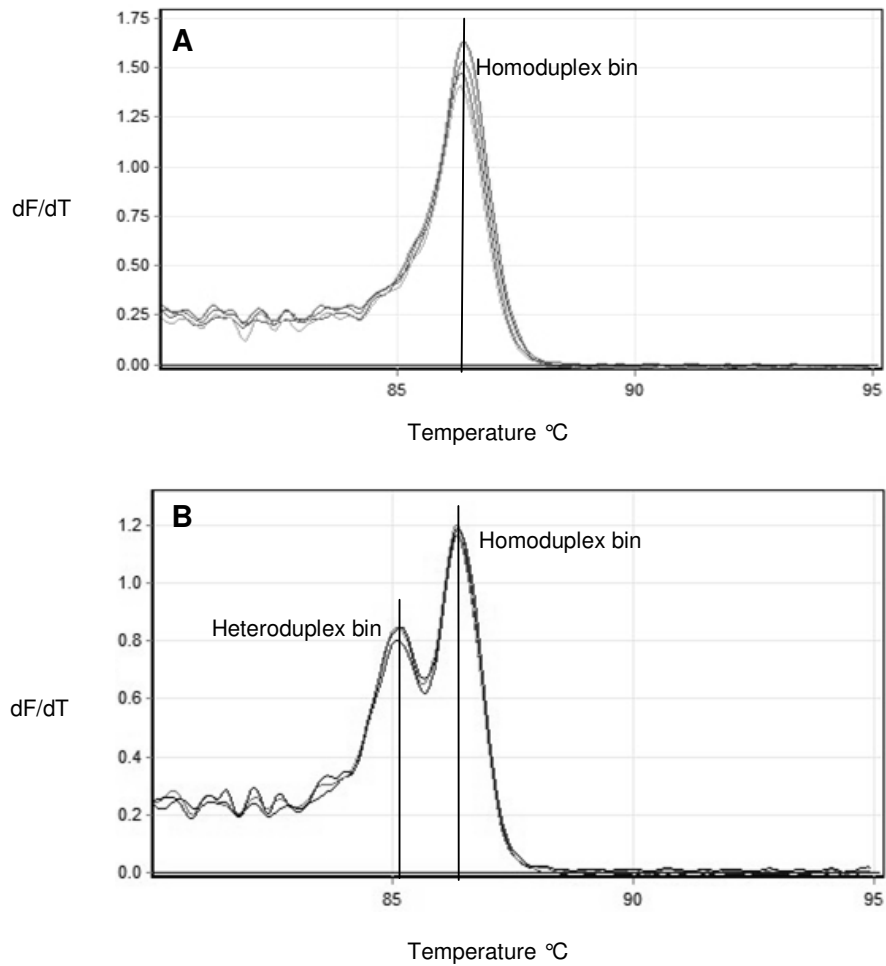 A
1.75
1.50
1.25
1.00
0.75
0.50
0.25
0.00
dF/dT
Homoduplex bin
85
90
95
Temperature °C
B
1.2
1.0
0.8
0.6
0.4
0.2
0.0
dF/dT
Homoduplex bin
Heteroduplex bin
85
90
95
Temperature °C